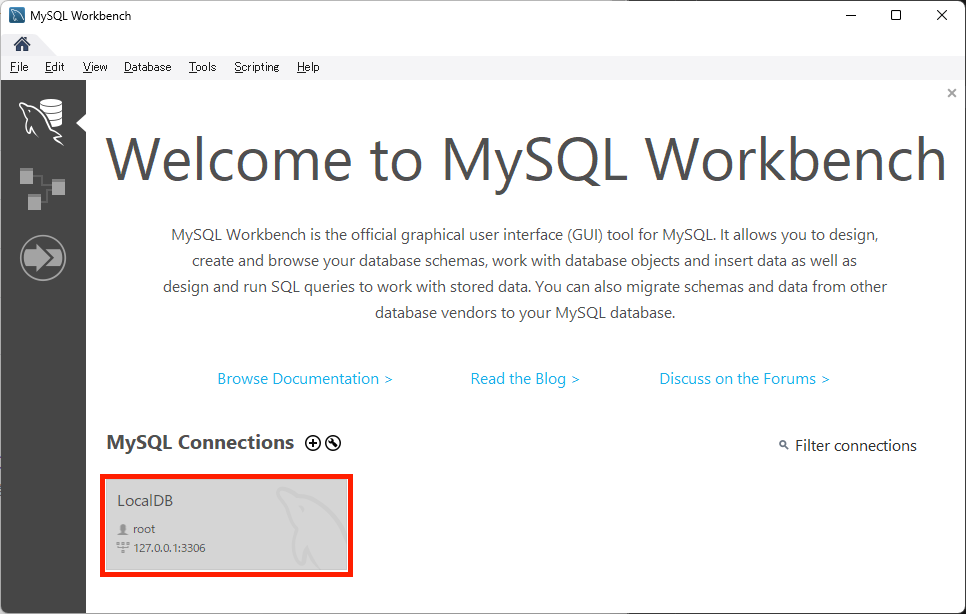 MySQL Workbench
File Edit View Database Tools Scripting Help
Welcome to MySQL Workbench
MySQL Workbench is the official graphical user interface (GUI) tool for MySQL. It allows you to design,
create and browse your database schemas, work with database objects and insert data as well as
design and run SQL queries to work with stored data. You can also migrate schemas and data from other
database vendors to your MySQL database.
Browse Documentation > Read the Blog > Discuss on the Forums >
MySQL Connections Filter connections
LocalDB
root
127.0.0.1:3306